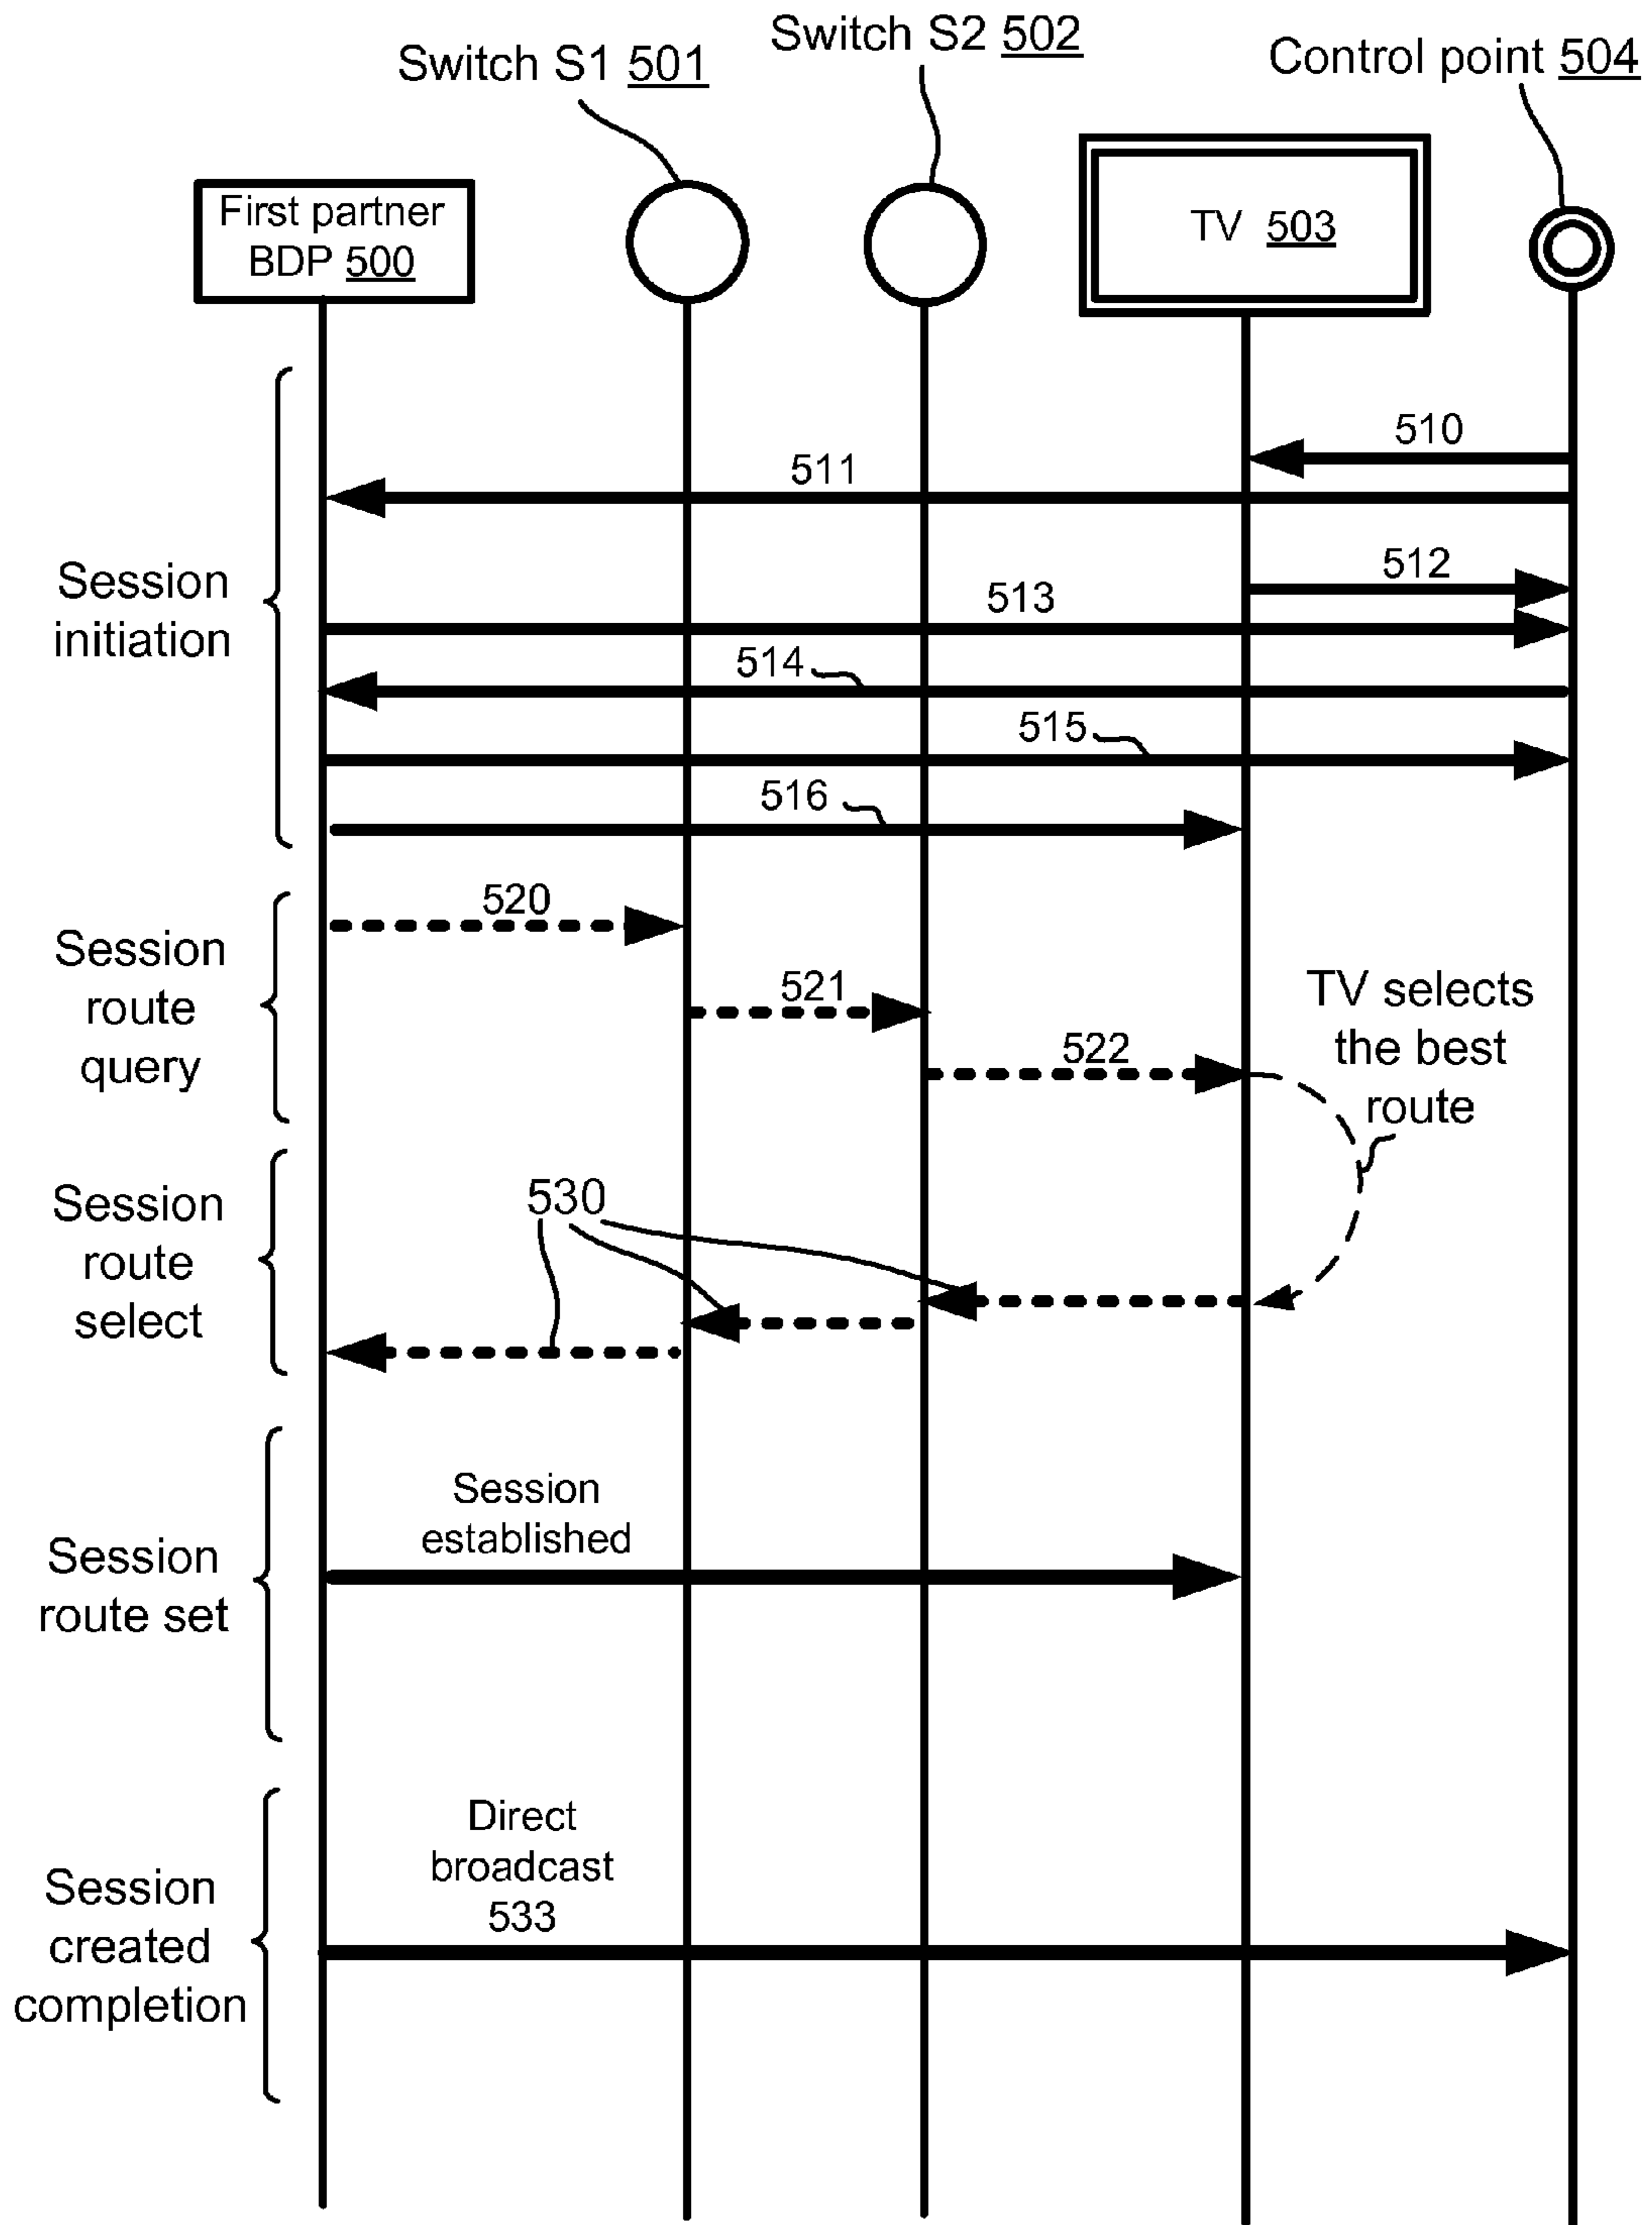 Switch S1 501
Switch S2 502
Control point 504
First partner
BDP 500
TV 503
510
511
512
513
514
515
516
Session
initiation
520
521
522
Session
route
query
TV selects
the best
route
530
Session
route
select
Session
established
Session
route set
Direct
broadcast
533
Session
created
completion